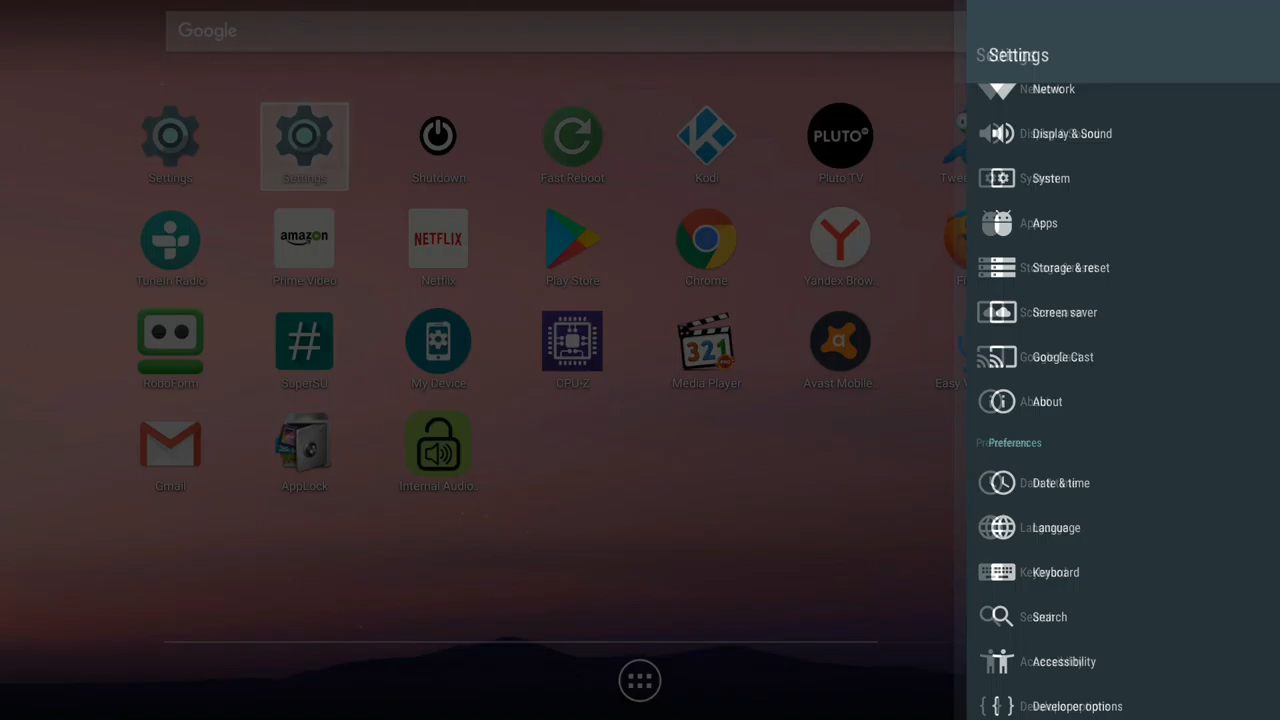 Google
Settings
Settings
Shutdown
Fast Reboot
Kodi
PLUTO TV
Pluto TV
TuneIn Radio
amazon
Prime Video
NETFLIX
Netflix
Play Store
Chrome
Yandex Brow..
RoboForm
#
SuperSU
My Device
CPU-Z
321
PRO
Media Player
a
Avast Mobile..
Easy
Gmail
AppLock
Internal Audio..
Settings
Network
Display & Sound
System
Apps
Storage & reset
Screen saver
Google Cast
About
Preferences
Date & time
Language
Keyboard
Search
Accessibility
Developer options